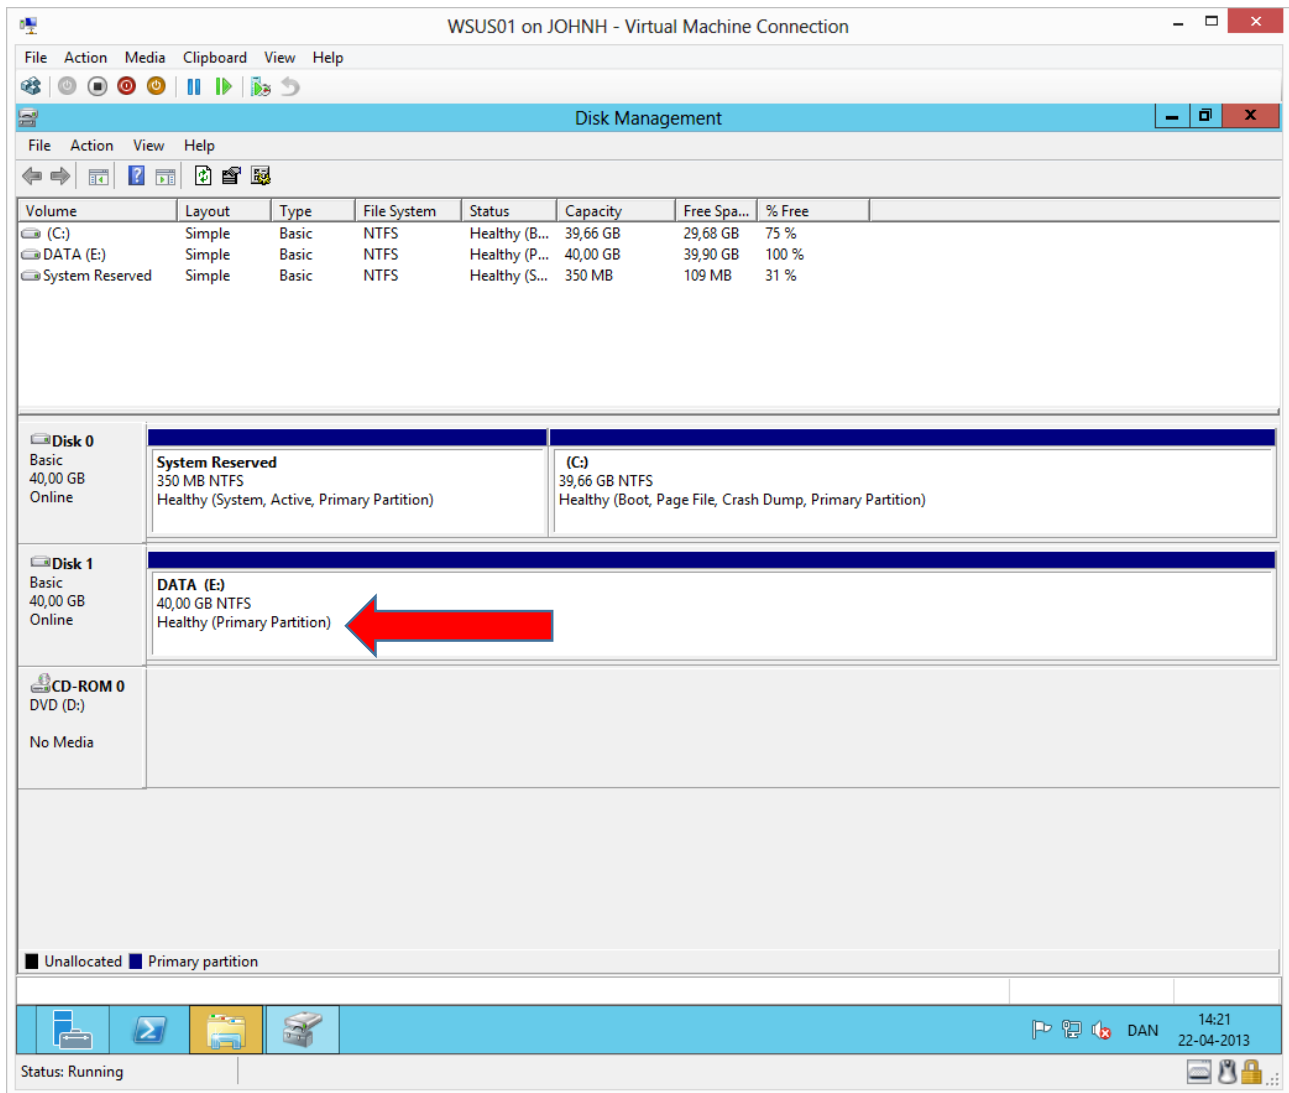 WSUS01 on JOHNH - Virtual Machine Connection
File Action Media Clipboard View Help
Disk Management
File Action View Help
Volume Layout Type File System Status Capacity Free Spa... % Free
(C:) Simple Basic NTFS Healthy (B... 39,66 GB 29,68 GB 75 %
DATA (E:) Simple Basic NTFS Healthy (P... 40,00 GB 39,90 GB 100 %
System Reserved Simple Basic NTFS Healthy (S... 350 MB 109 MB 31 %
Disk 0
Basic
40,00 GB
Online
System Reserved
350 MB NTFS
Healthy (System, Active, Primary Partition)
(C:)
39,66 GB NTFS
Healthy (Boot, Page File, Crash Dump, Primary Partition)
Disk 1
Basic
40,00 GB
Online
DATA (E:)
40,00 GB NTFS
Healthy (Primary Partition)
CD-ROM 0
DVD (D:)
No Media
Unallocated Primary partition
DAN
14:21
22-04-2013
Status: Running